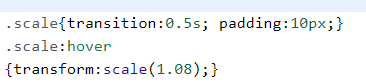 .scale{transition:0.5s; padding:10px;}
.scale:hover
{transform:scale(1.08);}